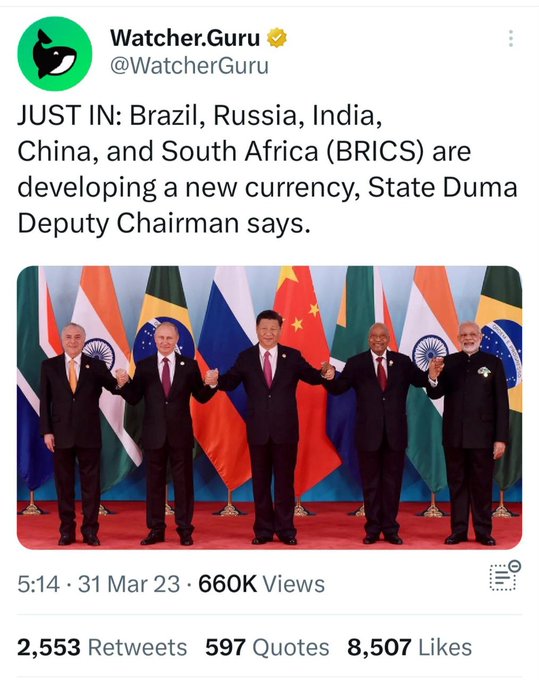 Watcher.Guru
@WatcherGuru
JUST IN: Brazil, Russia, India,
China, and South Africa (BRICS) are
developing a new currency, State Duma
Deputy Chairman says.
5:14 · 31 Mar 23 · 660K Views
2,553 Retweets 597 Quotes 8,507 Likes